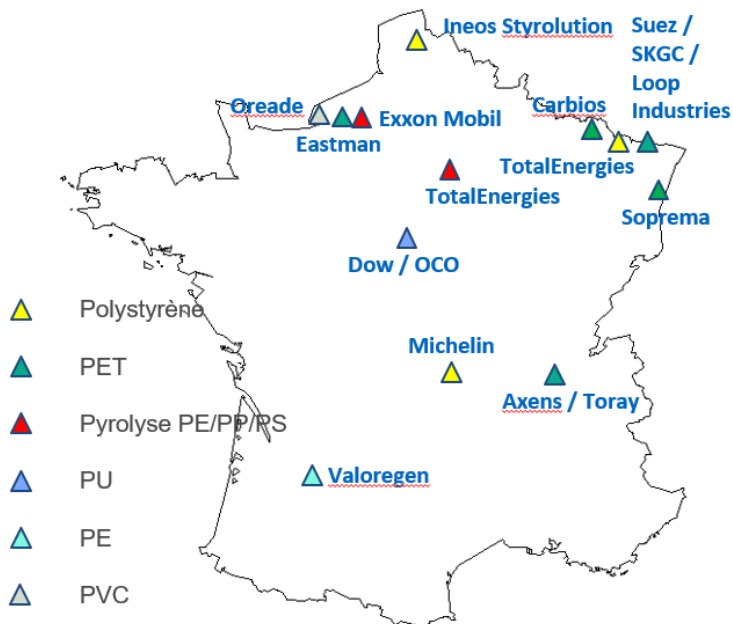 Ineos Styrolution
Suez /
SKGC /
Loop
Industries
Oreade
Exxon Mobil
Carbios
Eastman
TotalEnergies
TotalEnergies
Soprema
Dow / OCO
Polystyrène
Michelin
PET
Axens / Toray
Pyrolyse PE/PP/PS
Valoregen
PU
PE
PVC